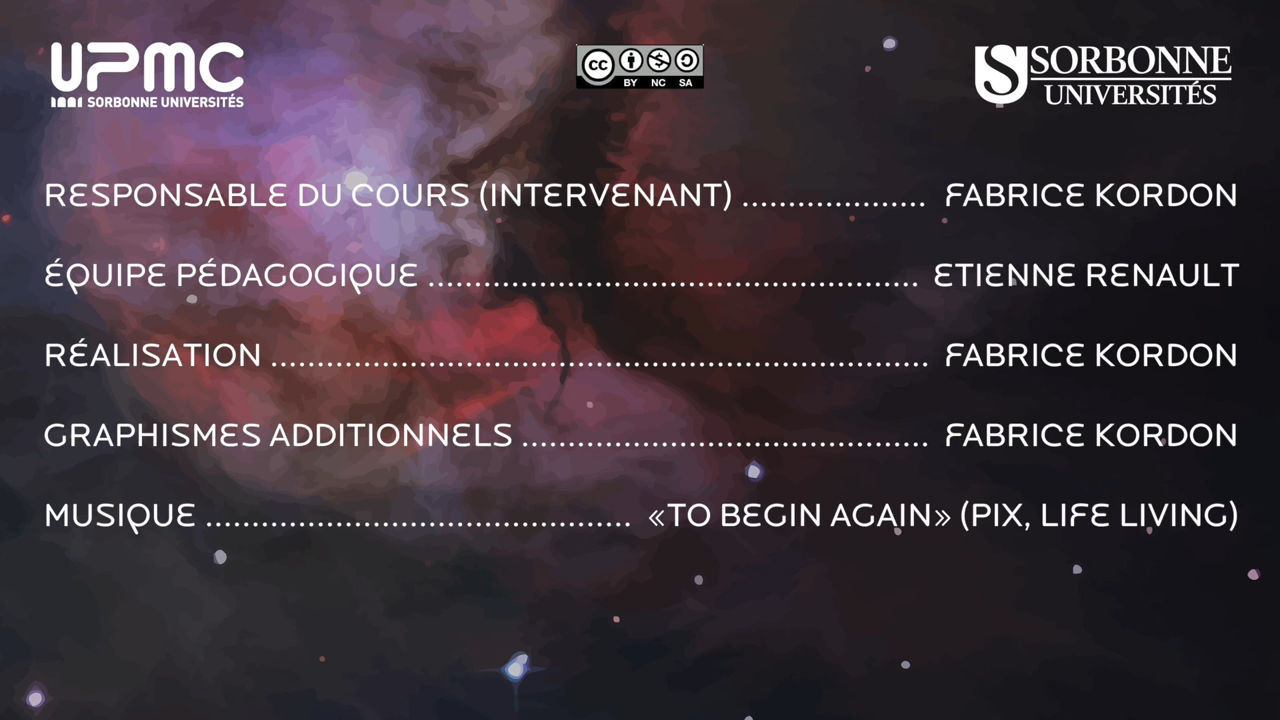 UPMC
SORBONNE UNIVERSITÉS
cc
BY NC SA
SORBONNE
UNIVERSITÉS
RESPONSABLE DU COURS (INTERVENANT) .................... FABRICE KORDON
ÉQUIPE PÉDAGOGIQUE ..................................................... ETIENNE RENAULT
RÉALISATION ........................................................................ FABRICE KORDON
GRAPHISMES ADDITIONNELS ............................................ FABRICE KORDON
MUSIQUE .............................................. «TO BEGIN AGAIN» (PIX, LIFE LIVING)